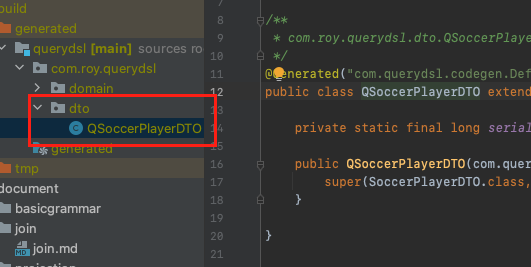 build
generated
querydsl [main] sources ro
com.roy.querydsl
domain
dto
QSoccerPlayerDTO
generated
tmp
document
basicgrammar
join
join.md
7
8 /**
9 * com.roy.querydsl.dto.QSoccerPlaye
10 */
11 @Generated("com.querydsl.codegen.Def
12 public class QSoccerPlayerDTO extend
13
14 private static final long serial
15
16 public QSoccerPlayerDTO(com.quer
17 super(SoccerPlayerDTO.class,
18 }
19
20 }
21